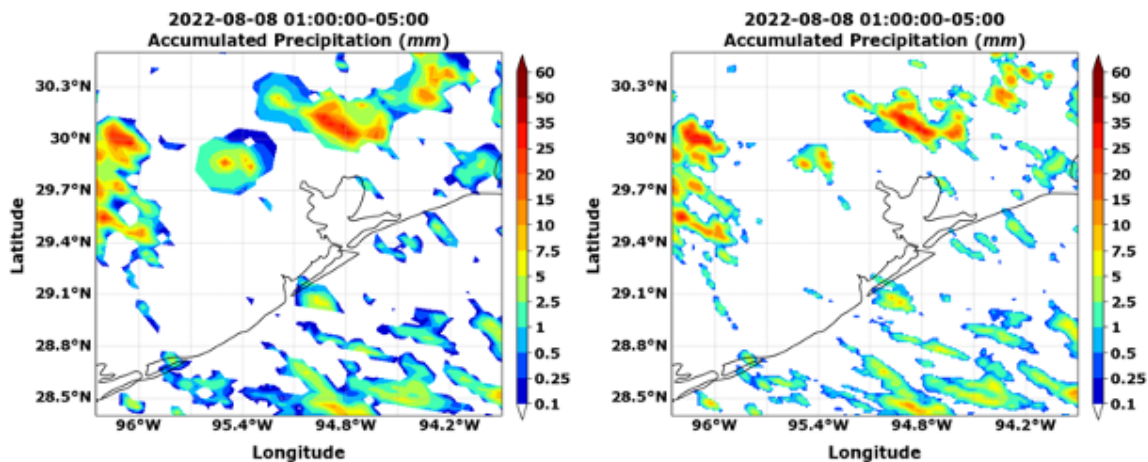 2022-08-08 01:00:00-05:00
Accumulated Precipitation (mm)
Latitude
30.3°N
30°N
29.7°N
29.4°N
29.1°N
28.8°N
28.5°N
96°W 95.4°W 94.8°W 94.2°W
Longitude
60
50
35
25
20
15
10
7.5
5
2.5
1
0.5
0.25
0.1
2022-08-08 01:00:00-05:00
Accumulated Precipitation (mm)
Latitude
30.3°N
30°N
29.7°N
29.4°N
29.1°N
28.8°N
28.5°N
96°W 95.4°W 94.8°W 94.2°W
Longitude
60
50
35
25
20
15
10
7.5
5
2.5
1
0.5
0.25
0.1